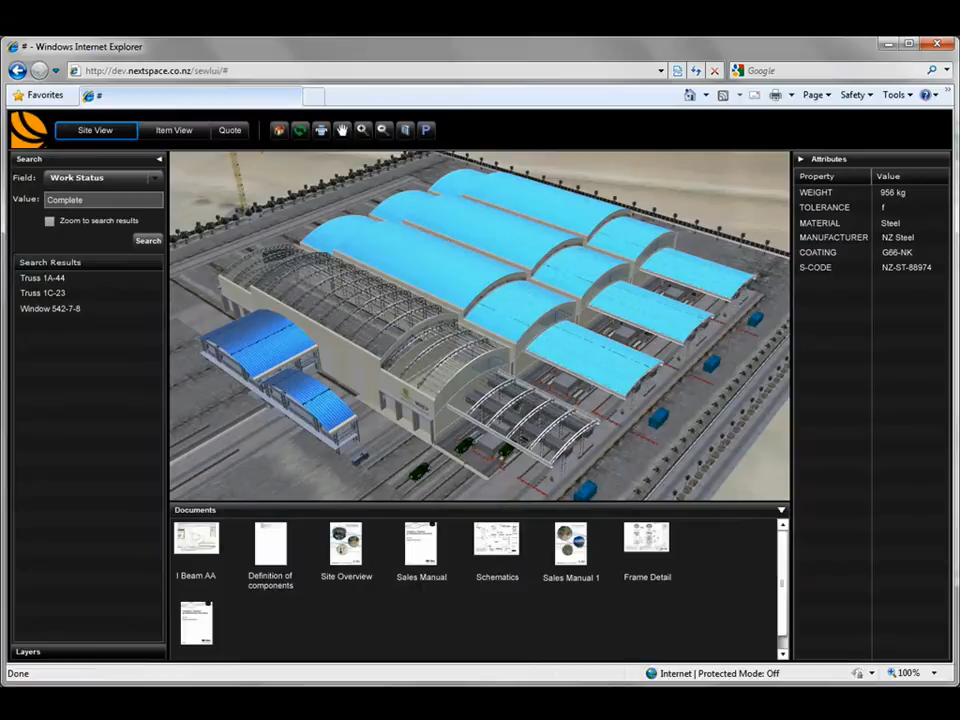 # - Windows Internet Explorer
http://dev.nextspace.co.nz/sewlui/#
Google
Favorites
#
Page
Safety
Tools
Site View
Item View
Quote
P
Search
Field:
Work Status
Value:
Complete
Zoom to search results
Search
Search Results
Truss 1A-44
Truss 1C-23
Window 542-7-8
Layers
Attributes
Property Value
WEIGHT 956 kg
TOLERANCE f
MATERIAL Steel
MANUFACTURER NZ Steel
COATING G66-NK
S-CODE NZ-ST-88974
Documents
I Beam AA
Definition of
components
Site Overview
Sales Manual
Schematics
Sales Manual 1
Frame Detail
Done
Internet | Protected Mode: Off
100%